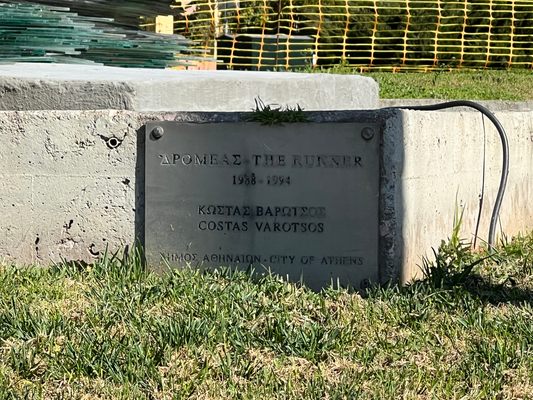 ΔΡΟΜΕΑΣ - THE RUNNER
1988 - 1994
ΚΩΣΤΑΣ ΒΑΡΩΤΣΟΣ
COSTAS VAROTSOS
ΔΗΜΟΣ ΑΘΗΝΑΙΩΝ - CITY OF ATHENS